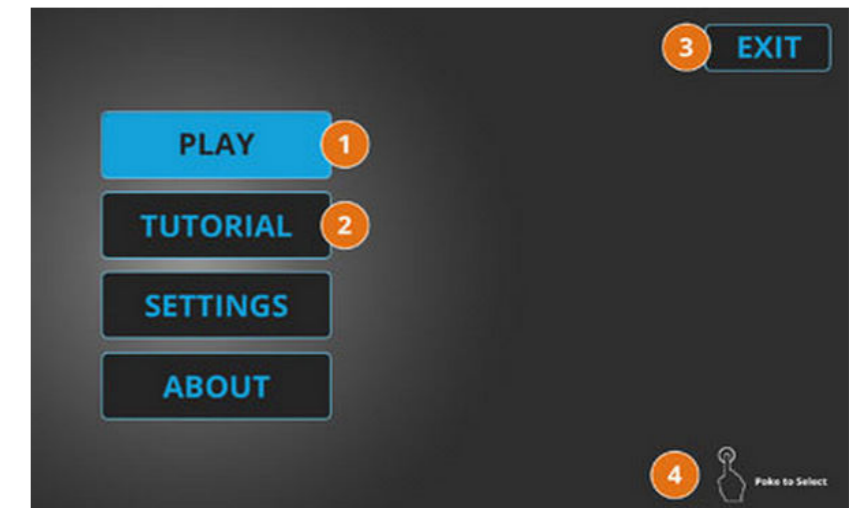 3
EXIT
PLAY
1
TUTORIAL
2
SETTINGS
ABOUT
4
Poke to Select